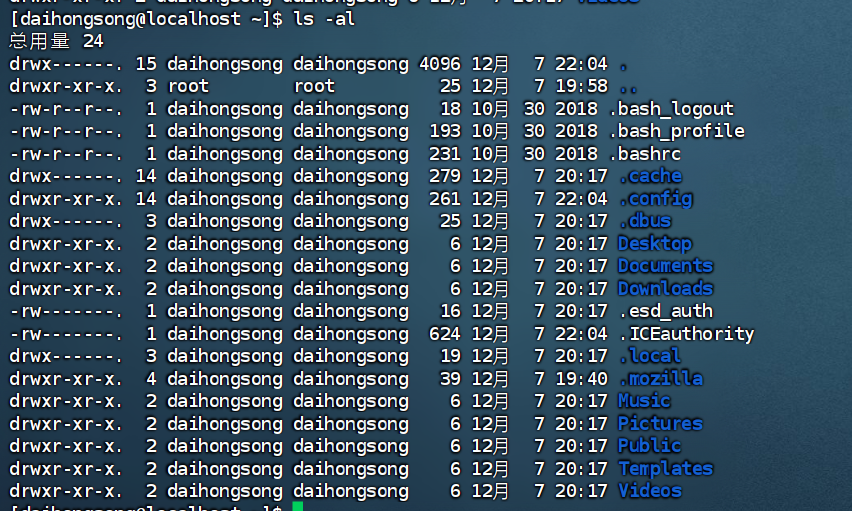 drwxr-xr-x. 2 daihongsong daihongsong 6 12月 7 20:17 Videos
[daihongsong@localhost ~]$ ls -al
总用量 24
drwx------. 15 daihongsong daihongsong 4096 12月 7 22:04 .
drwxr-xr-x. 3 root root 25 12月 7 19:58 ..
-rw-r--r--. 1 daihongsong daihongsong 18 10月 30 2018 .bash_logout
-rw-r--r--. 1 daihongsong daihongsong 193 10月 30 2018 .bash_profile
-rw-r--r--. 1 daihongsong daihongsong 231 10月 30 2018 .bashrc
drwx------. 14 daihongsong daihongsong 279 12月 7 20:17 .cache
drwxr-xr-x. 14 daihongsong daihongsong 261 12月 7 22:04 .config
drwx------. 3 daihongsong daihongsong 25 12月 7 20:17 .dbus
drwxr-xr-x. 2 daihongsong daihongsong 6 12月 7 20:17 Desktop
drwxr-xr-x. 2 daihongsong daihongsong 6 12月 7 20:17 Documents
drwxr-xr-x. 2 daihongsong daihongsong 6 12月 7 20:17 Downloads
-rw-------. 1 daihongsong daihongsong 16 12月 7 20:17 .esd_auth
-rw-------. 1 daihongsong daihongsong 624 12月 7 22:04 .ICEauthority
drwx------. 3 daihongsong daihongsong 19 12月 7 20:17 .local
drwxr-xr-x. 4 daihongsong daihongsong 39 12月 7 19:40 .mozilla
drwxr-xr-x. 2 daihongsong daihongsong 6 12月 7 20:17 Music
drwxr-xr-x. 2 daihongsong daihongsong 6 12月 7 20:17 Pictures
drwxr-xr-x. 2 daihongsong daihongsong 6 12月 7 20:17 Public
drwxr-xr-x. 2 daihongsong daihongsong 6 12月 7 20:17 Templates
drwxr-xr-x. 2 daihongsong daihongsong 6 12月 7 20:17 Videos
[daihongsong@localhost ~]$